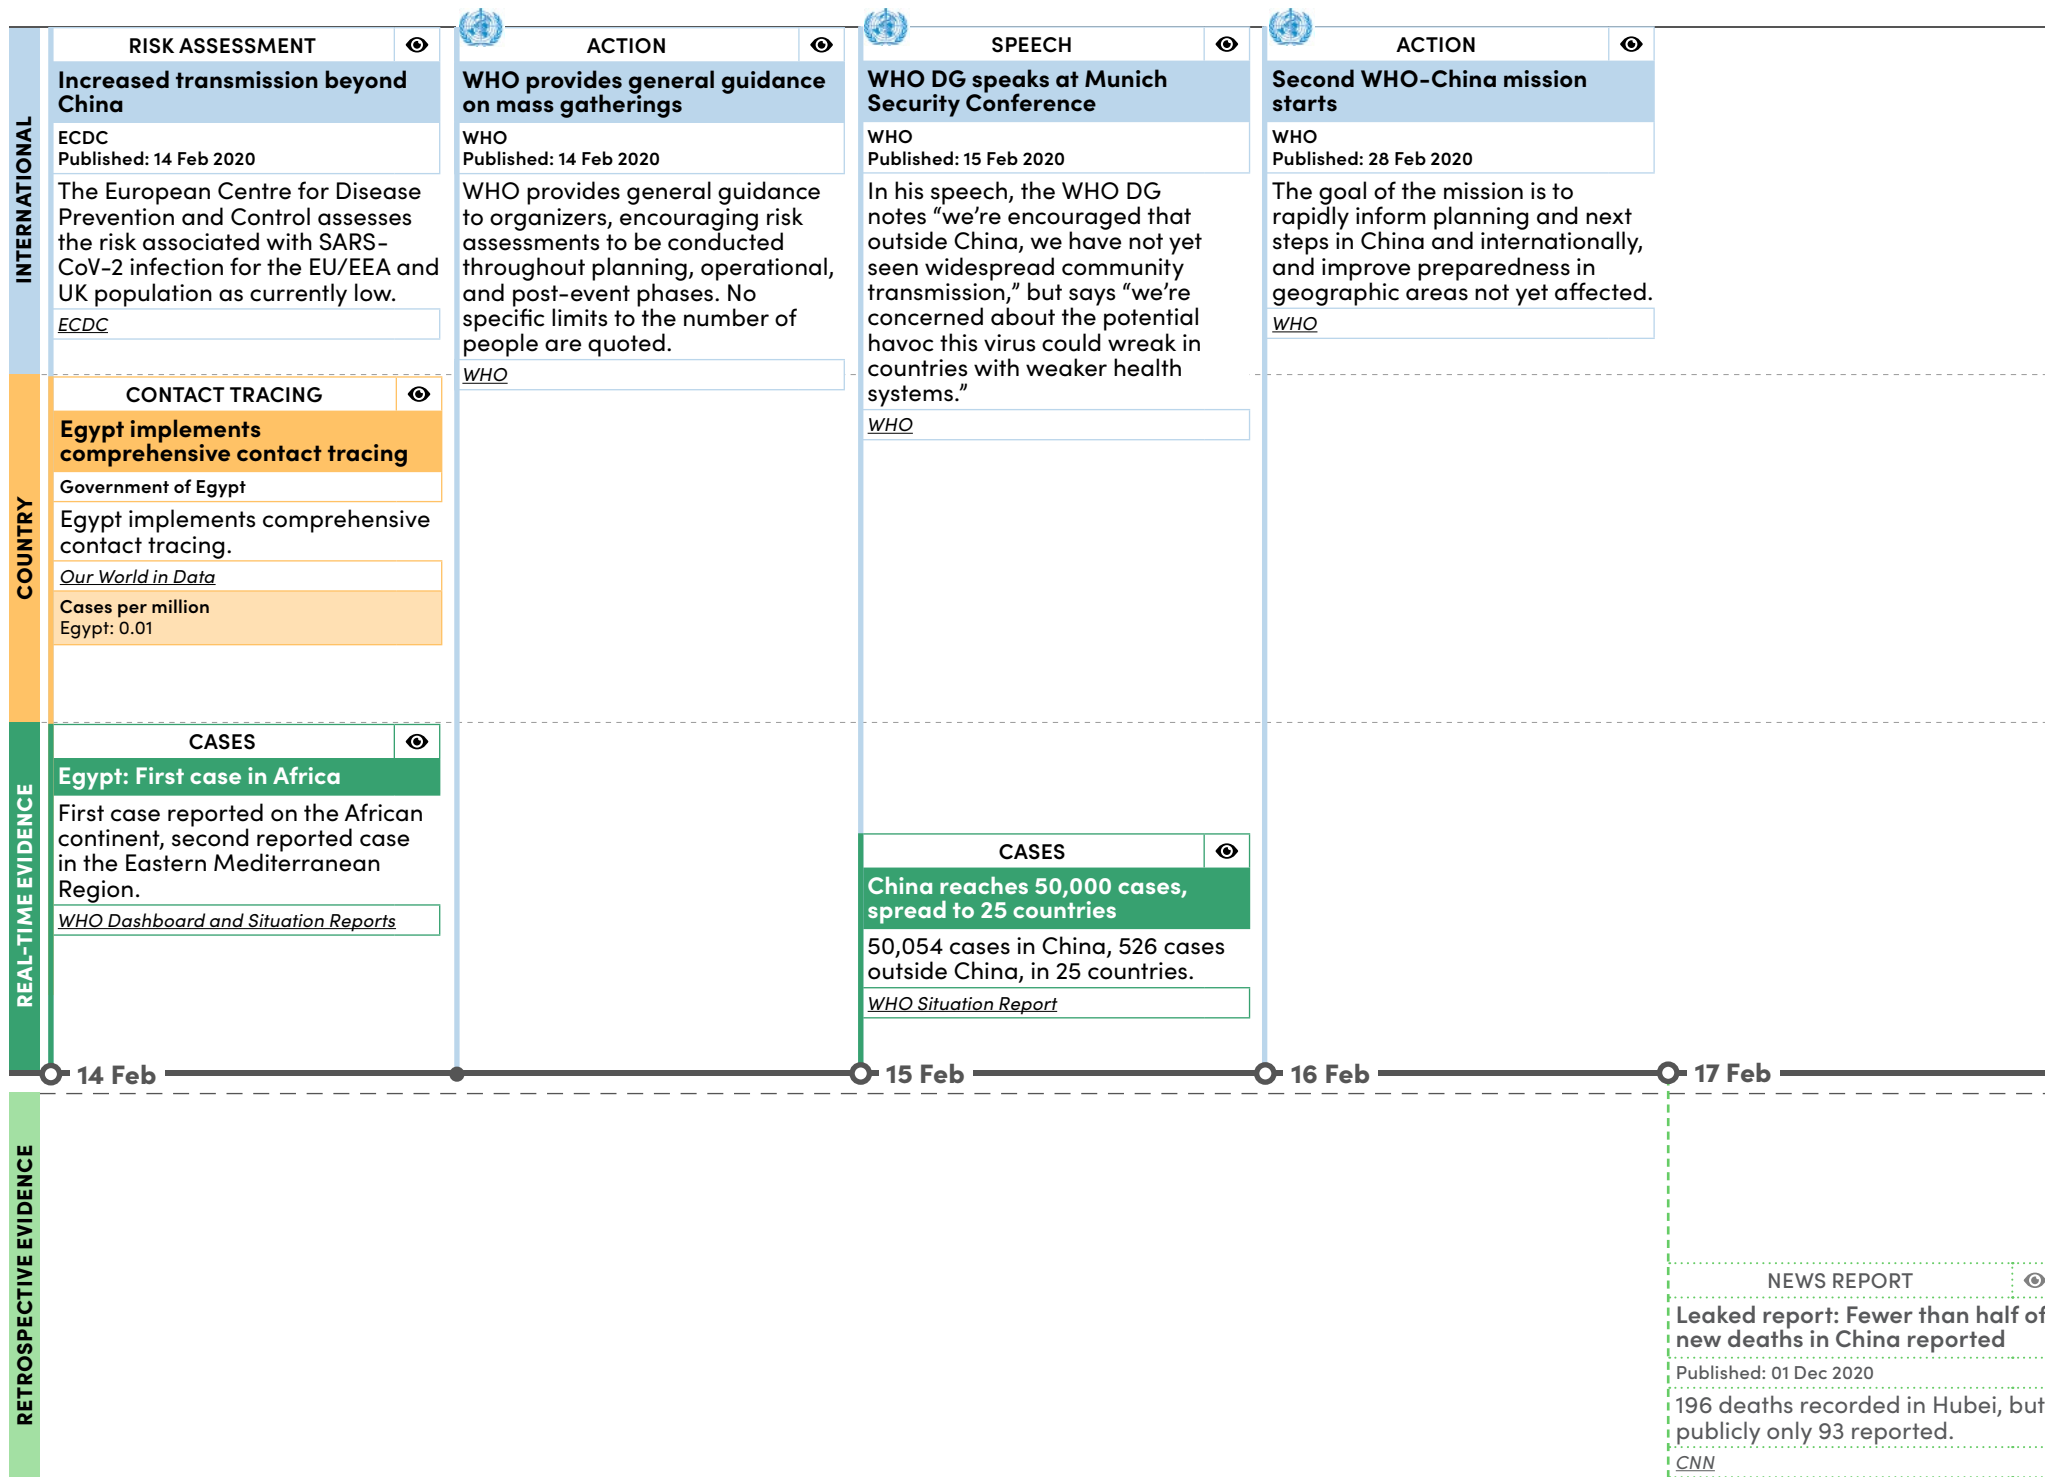 INTERNATIONAL
RISK ASSESSMENT
Increased transmission beyond
China
ECDC
Published: 14 Feb 2020
The European Centre for Disease
Prevention and Control assesses
the risk associated with SARS-
CoV-2 infection for the EU/EEA and
UK population as currently low.
ECDC
ACTION
WHO provides general guidance
on mass gatherings
WHO
Published: 14 Feb 2020
WHO provides general guidance
to organizers, encouraging risk
assessments to be conducted
throughout planning, operational,
and post-event phases. No
specific limits to the number of
people are quoted.
WHO
SPEECH
WHO DG speaks at Munich
Security Conference
WHO
Published: 15 Feb 2020
In his speech, the WHO DG
notes “we’re encouraged that
outside China, we have not yet
seen widespread community
transmission,” but says “we’re
concerned about the potential
havoc this virus could wreak in
countries with weaker health
systems.”
WHO
ACTION
Second WHO-China mission
starts
WHO
Published: 28 Feb 2020
The goal of the mission is to
rapidly inform planning and next
steps in China and internationally,
and improve preparedness in
geographic areas not yet affected.
WHO
COUNTRY
CONTACT TRACING
Egypt implements
comprehensive contact tracing
Government of Egypt
Egypt implements comprehensive
contact tracing.
Our World in Data
Cases per million
Egypt: 0.01
REAL-TIME EVIDENCE
CASES
Egypt: First case in Africa
First case reported on the African
continent, second reported case
in the Eastern Mediterranean
Region.
WHO Dashboard and Situation Reports
CASES
China reaches 50,000 cases,
spread to 25 countries
50,054 cases in China, 526 cases
outside China, in 25 countries.
WHO Situation Report
14 Feb
15 Feb
16 Feb
17 Feb
RETROSPECTIVE EVIDENCE
NEWS REPORT
Leaked report: Fewer than half of
new deaths in China reported
Published: 01 Dec 2020
196 deaths recorded in Hubei, but
publicly only 93 reported.
CNN